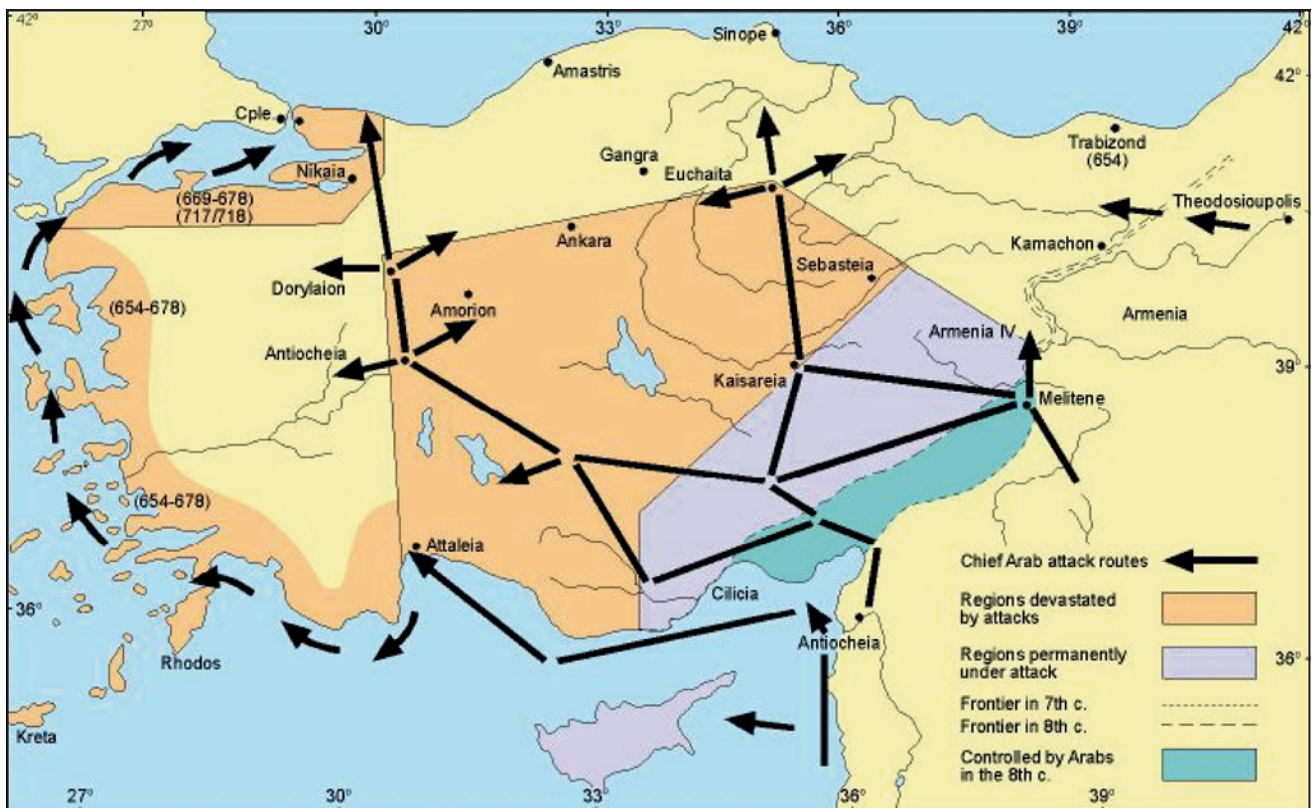 42°
27°
30°
33°
36°
39°
42°
Sinope
Amastris
42°
Cple
Trabizond
(654)
Gangra
Nikaia
Euchaita
(669-678)
(717/718)
Theodosioupolis
Ankara
Kamachon
Sebasteia
Dorylaion
Amorion
(654-678)
Armenia
Armenia IV
Antiocheia
39°
Kaisareia
Melitene
(654-678)
Attaleia
Chief Arab attack routes
Cilicia
36°
Regions devastated
by attacks
Antiocheia
Rhodos
Regions permanently
under attack
36°
Frontier in 7th c.
Frontier in 8th c.
Kreta
Controlled by Arabs
in the 8th c.
27°
30°
33°
36°
39°